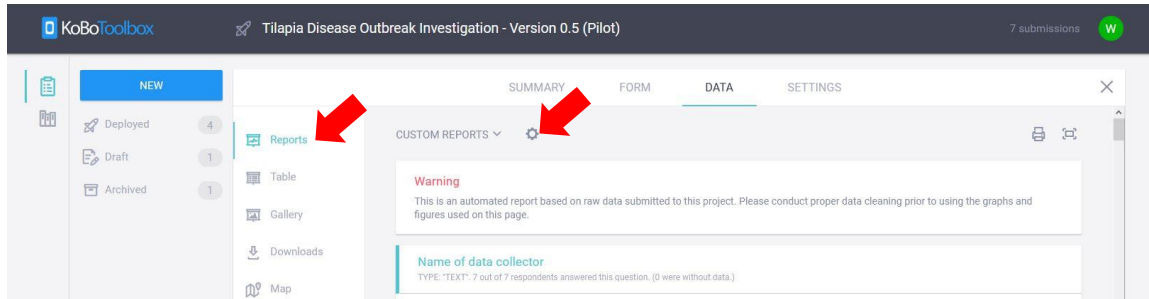 KoBoToolbox
Tilapia Disease Outbreak Investigation - Version 0.5 (Pilot)
7 submissions
W
NEW
SUMMARY
FORM
DATA
SETTINGS
Deployed
4
Draft
1
Archived
1
Reports
Table
Gallery
Downloads
Map
CUSTOM REPORTS
Warning
This is an automated report based on raw data submitted to this project. Please conduct proper data cleaning prior to using the graphs and
figures used on this page.
Name of data collector
TYPE: "TEXT". 7 out of 7 respondents answered this question. (0 were without data.)